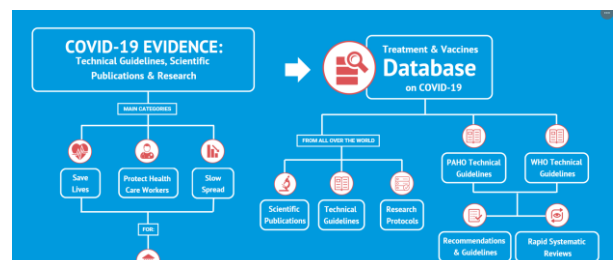 COVID-19 EVIDENCE:
Technical Guidelines, Scientific
Publications & Research
MAIN CATEGORIES
Save
Lives
Protect Health
Care Workers
Slow
Spread
FOR:
Treatment & Vaccines
Database
on COVID-19
FROM ALL OVER THE WORLD
Scientific
Publications
Technical
Guidelines
Research
Protocols
PAHO Technical
Guidelines
WHO Technical
Guidelines
Recommendations
& Guidelines
Rapid Systematic
Reviews